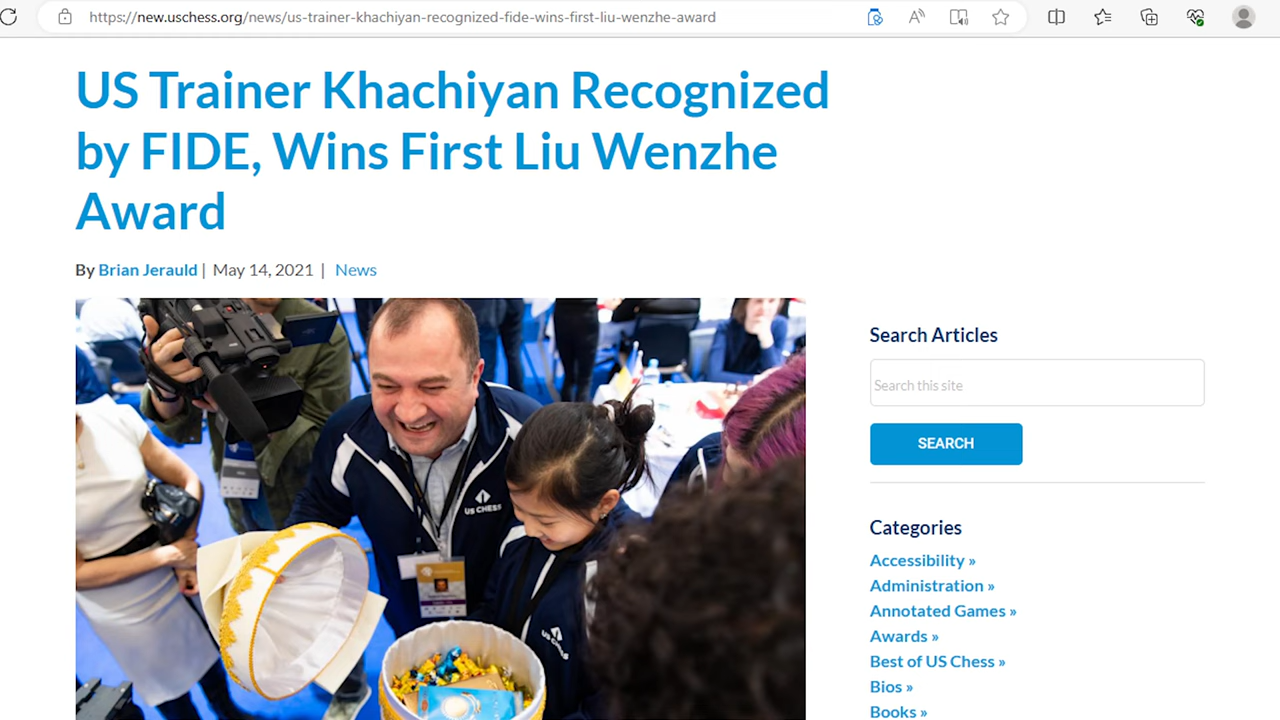 https://new.uschess.org/news/us-trainer-khachiyan-recognized-fide-wins-first-liu-wenzhe-award
US Trainer Khachiyan Recognized
by FIDE, Wins First Liu Wenzhe
Award
By Brian Jerauld | May 14, 2021 | News
Search Articles
Search this site
SEARCH
US CHESS
US CHESS
Categories
Accessibility »
Administration »
Annotated Games »
Awards »
Best of US Chess »
Bios »
Books »